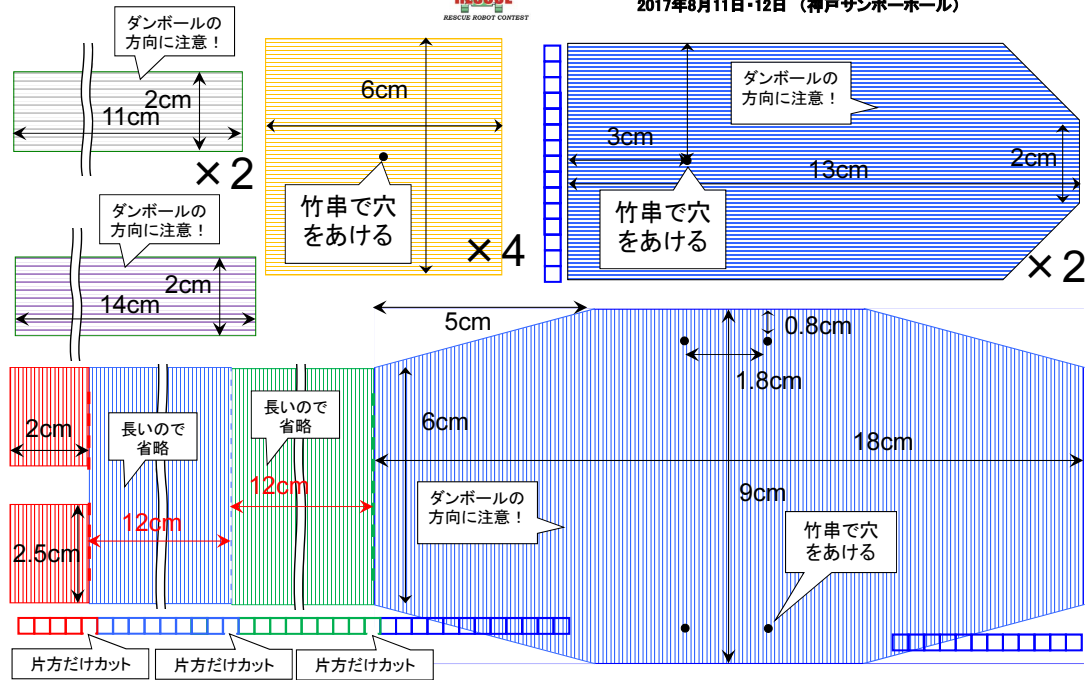 RESCUE
RESCUE ROBOT CONTEST
2017年8月11日・12日 （神戸サンボーホール）
ダンボールの
方向に注意！
2cm
11cm
×2
6cm
竹串で穴
をあける
×4
ダンボールの
方向に注意！
3cm
13cm
2cm
竹串で穴
をあける
×2
ダンボールの
方向に注意！
2cm
14cm
5cm
0.8cm
1.8cm
2cm
長いので
省略
長いので
省略
6cm
18cm
12cm
12cm
9cm
ダンボールの
方向に注意！
竹串で穴
をあける
2.5cm
片方だけカット
片方だけカット
片方だけカット